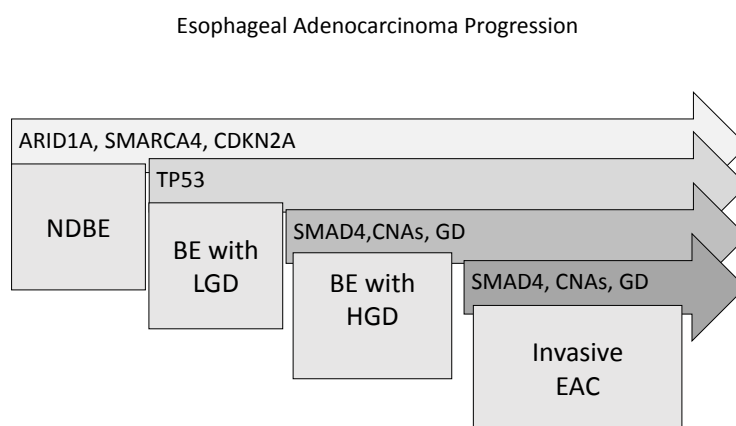 Esophageal Adenocarcinoma Progression
ARID1A, SMARCA4, CDKN2A
NDBE
TP53
BE with
LGD
SMAD4,CNAs, GD
BE with
HGD
SMAD4, CNAs, GD
Invasive
EAC